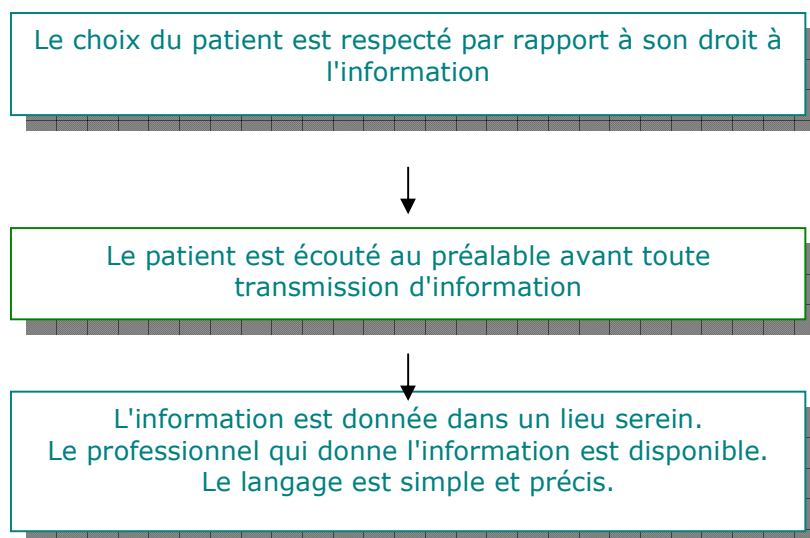 Le choix du patient est respecté par rapport à son droit à
l'information
Le patient est écouté au préalable avant toute
transmission d'information
L'information est donnée dans un lieu serein.
Le professionnel qui donne l'information est disponible.
Le langage est simple et précis.